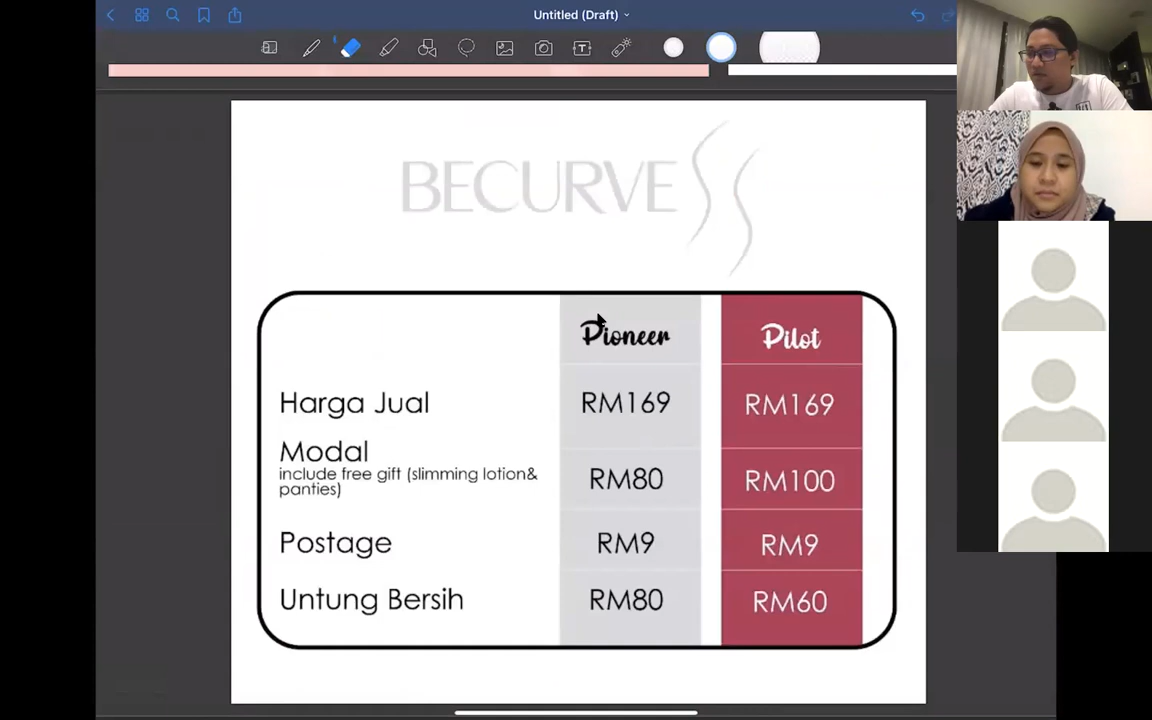 Untitled (Draft)
BECURVE
Pioneer Pilot
Harga Jual RM169 RM169
Modal
include free gift (slimming lotion&
panties) RM80 RM100
Postage RM9 RM9
Untung Bersih RM80 RM60